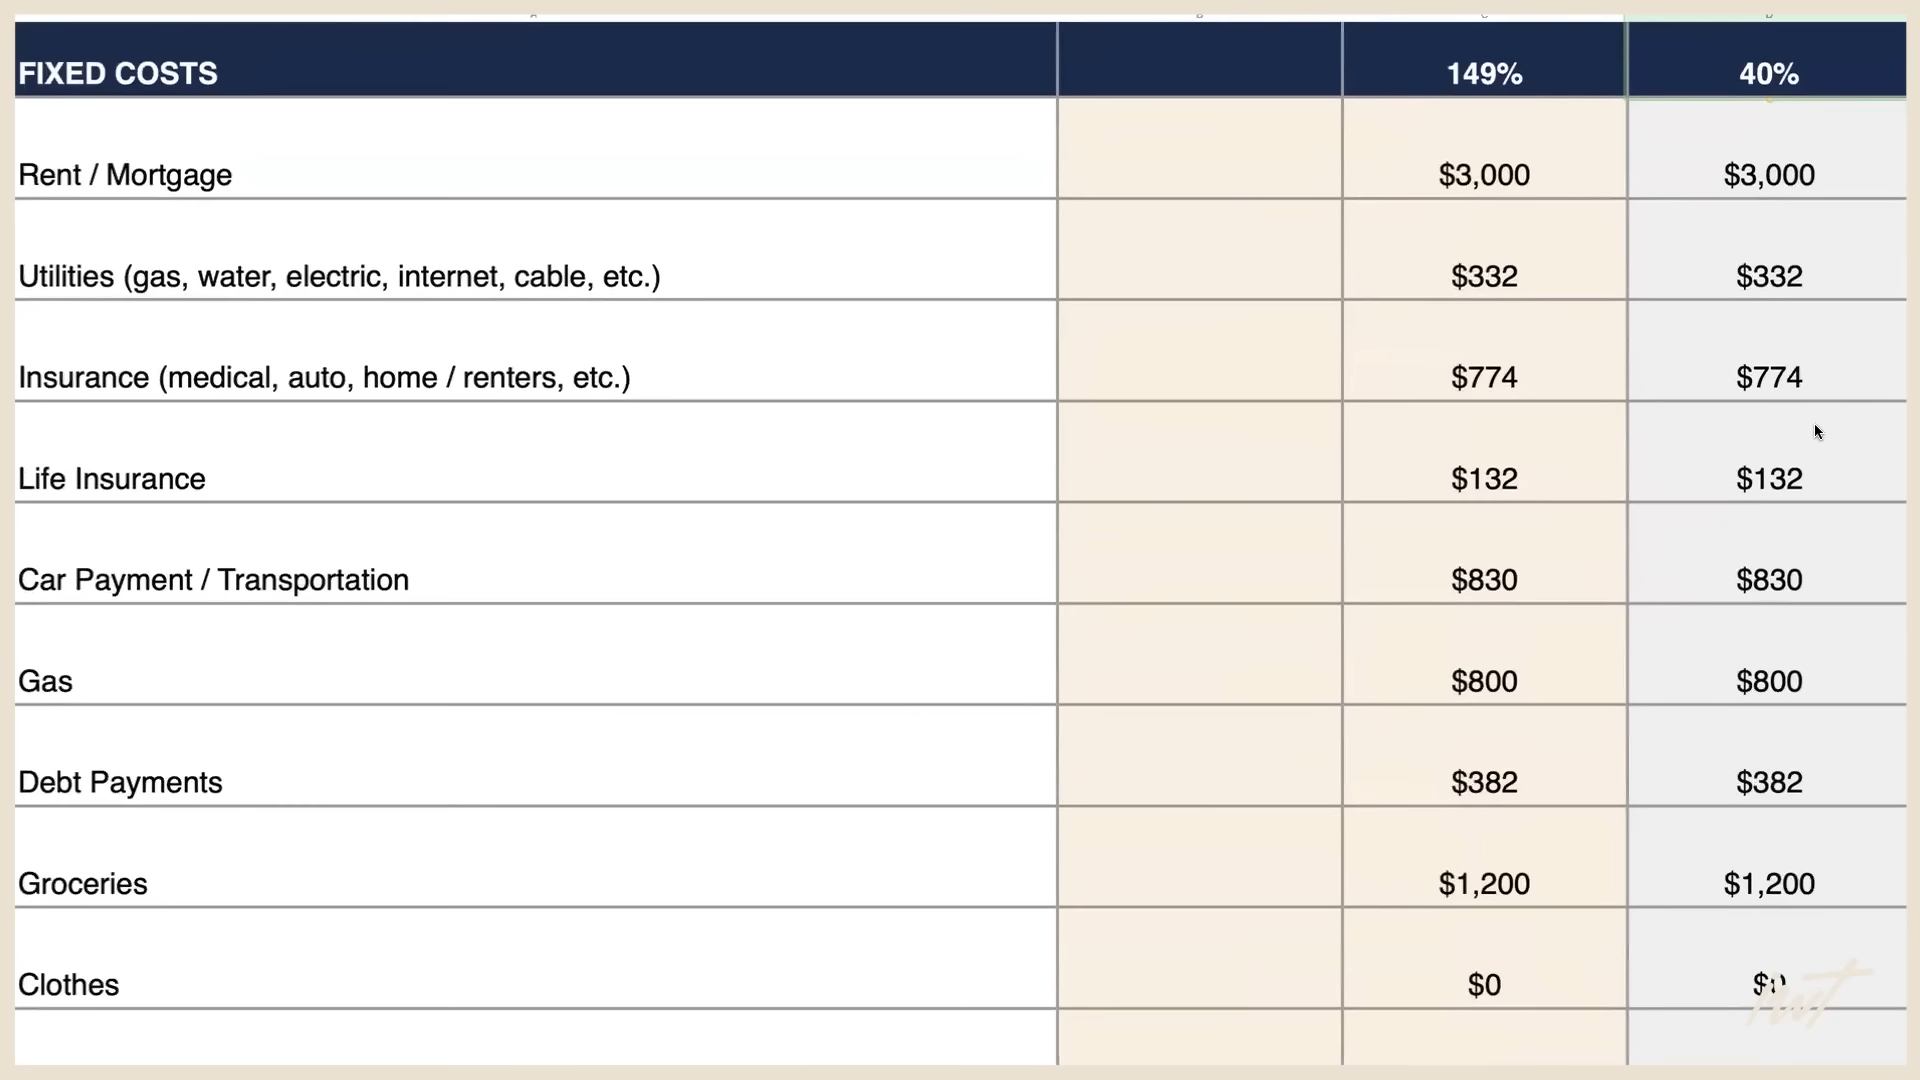 FIXED COSTS 149% 40%
Rent / Mortgage $3,000 $3,000
Utilities (gas, water, electric, internet, cable, etc.) $332 $332
Insurance (medical, auto, home / renters, etc.) $774 $774
Life Insurance $132 $132
Car Payment / Transportation $830 $830
Gas $800 $800
Debt Payments $382 $382
Groceries $1,200 $1,200
Clothes $0 $0